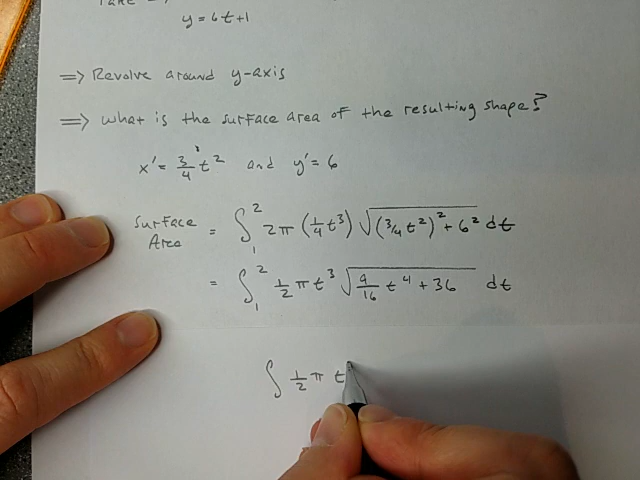 y = 6t+1
⇒ Revolve around y-axis
⇒ What is the surface area of the resulting shape?
x' = 3/4 t² and y' = 6
Surface Area = ∫₁² 2π (1/4 t³) √((3/4 t²)² + 6²) dt
= ∫₁² 1/2 π t³ √(9/16 t⁴ + 36) dt
∫ 1/2 π t